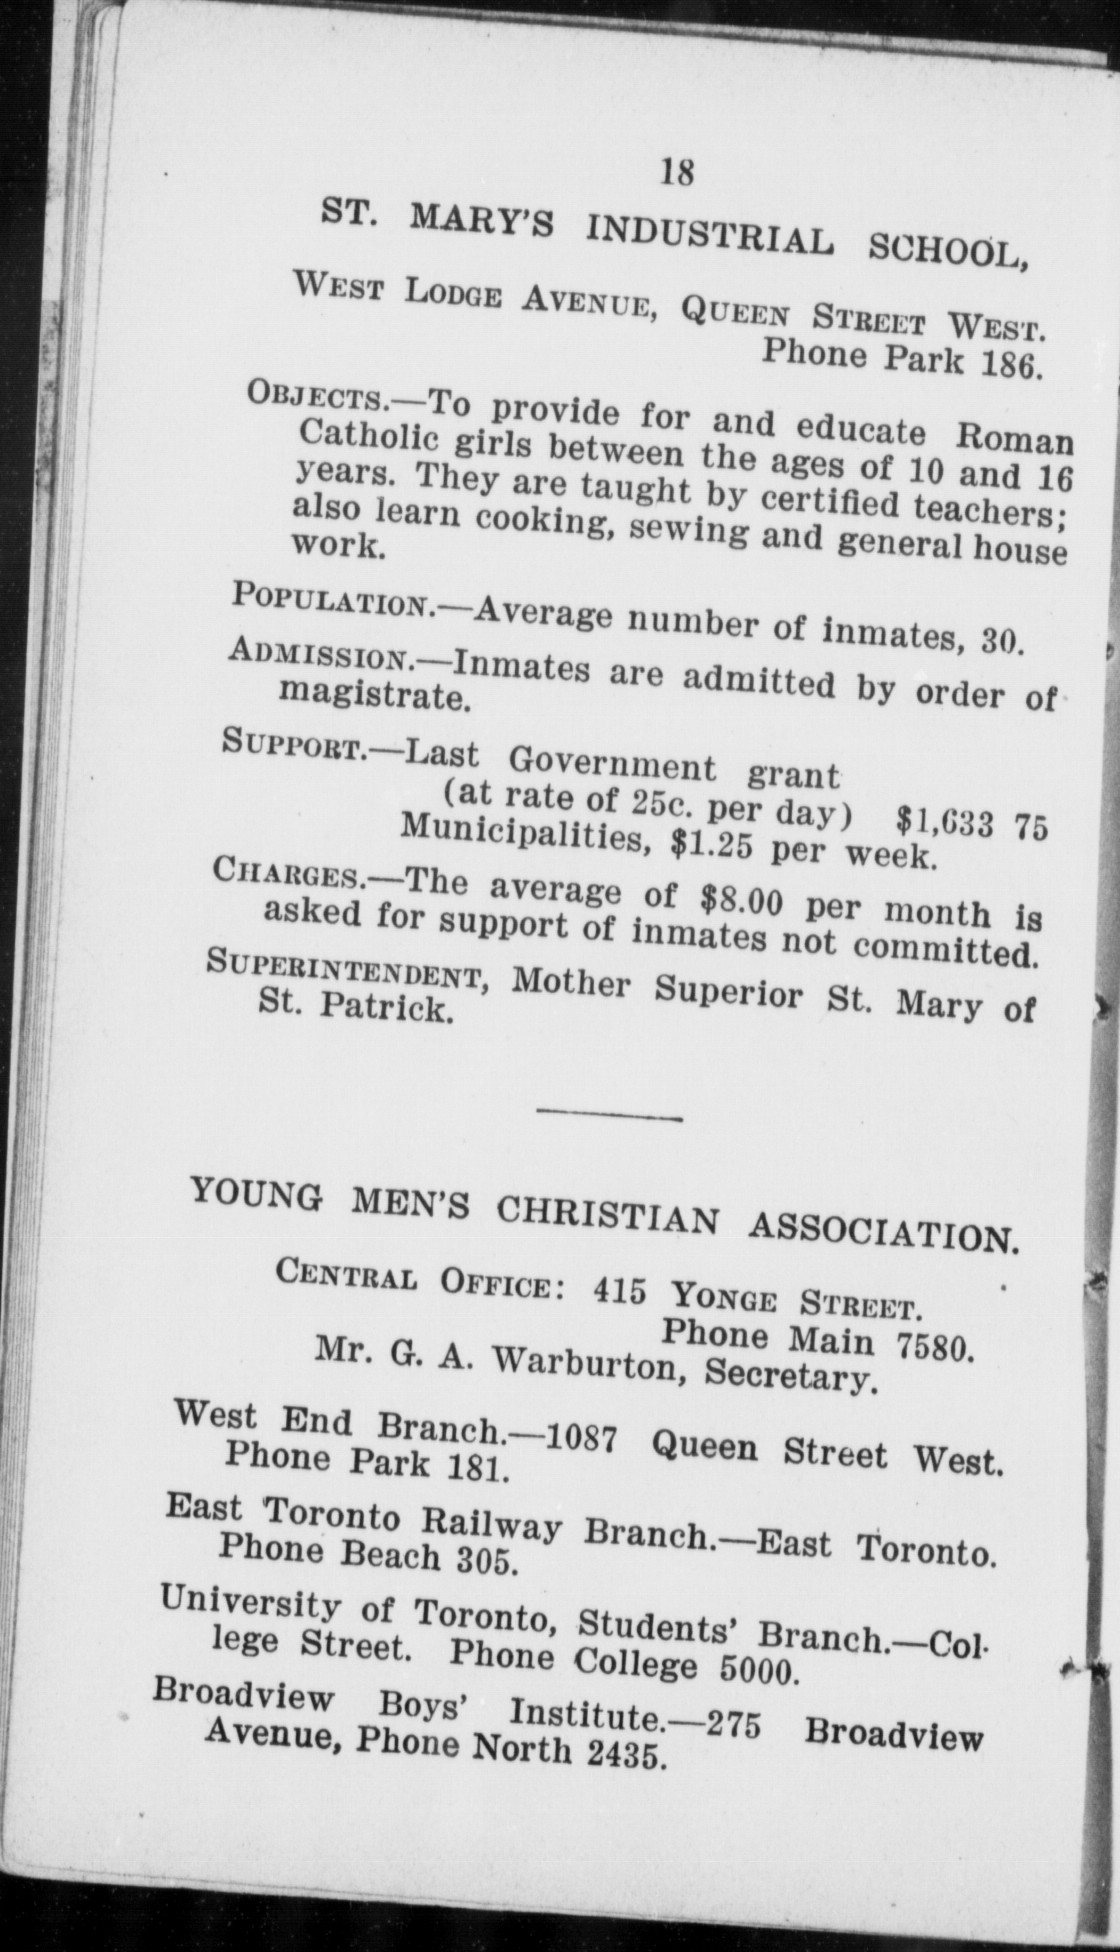 18
ST. MARY'S INDUSTRIAL SCHOOL,
WEST LODGE AVENUE, QUEEN STREET WEST.
Phone Park 186.
OBJECTS.—To provide for and educate Roman
Catholic girls between the ages of 10 and 16
years. They are taught by certified teachers;
also learn cooking, sewing and general house
work.
POPULATION.—Average number of inmates, 30.
ADMISSION.—Inmates are admitted by order of
magistrate.
SUPPORT.—Last Government grant
(at rate of 25c. per day) $1,633 75
Municipalities, $1.25 per week.
CHARGES.—The average of $8.00 per month is
asked for support of inmates not committed.
SUPERINTENDENT, Mother Superior St. Mary of
St. Patrick.
YOUNG MEN'S CHRISTIAN ASSOCIATION.
CENTRAL OFFICE: 415 YONGE STREET.
Phone Main 7580.
Mr. G. A. Warburton, Secretary.
West End Branch.—1087 Queen Street West.
Phone Park 181.
East Toronto Railway Branch.—East Toronto.
Phone Beach 305.
University of Toronto, Students' Branch.—Col-
lege Street. Phone College 5000.
Broadview Boys' Institute.—275 Broadview
Avenue, Phone North 2435.